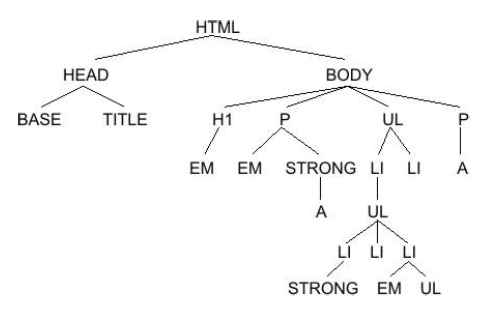 HTML
HEAD BODY
BASE TITLE H1 P UL P
EM EM STRONG LI LI A
A UL
LI LI LI
STRONG EM UL